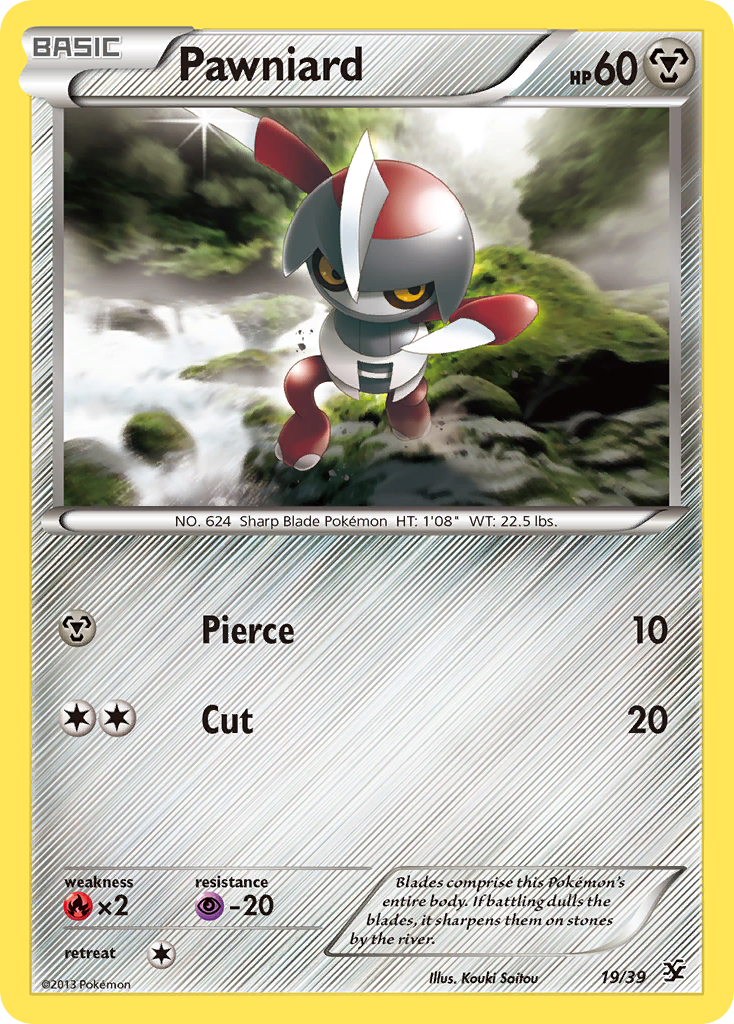 BASIC Pawniard HP60
NO. 624 Sharp Blade Pokémon HT: 1'08" WT: 22.5 lbs.
Pierce 10
Cut 20
weakness resistance
×2 -20
retreat
Blades comprise this Pokémon's
entire body. If battling dulls the
blades, it sharpens them on stones
by the river.
©2013 Pokémon Illus. Kouki Saitou 19/39